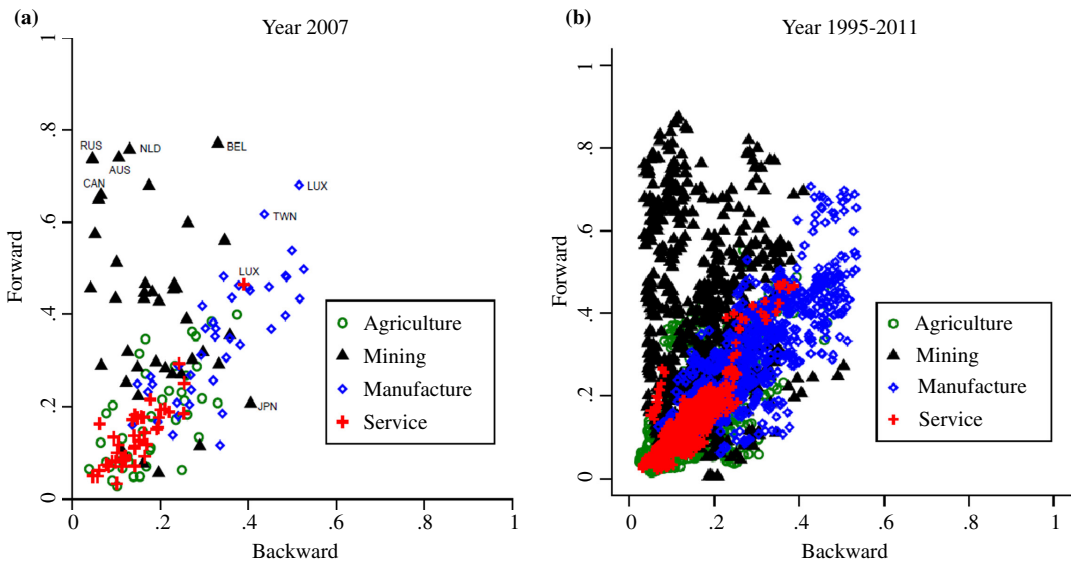 (a)
Year 2007
Forward
1
.8
.6
.4
.2
0
RUS
AUS
NLD
BEL
CAN
LUX
TWN
LUX
JPN
Agriculture
Mining
Manufacture
Service
0 .2 .4 .6 .8 1
Backward
(b)
Year 1995-2011
Forward
1
.8
.6
.4
.2
0
Agriculture
Mining
Manufacture
Service
0 .2 .4 .6 .8 1
Backward